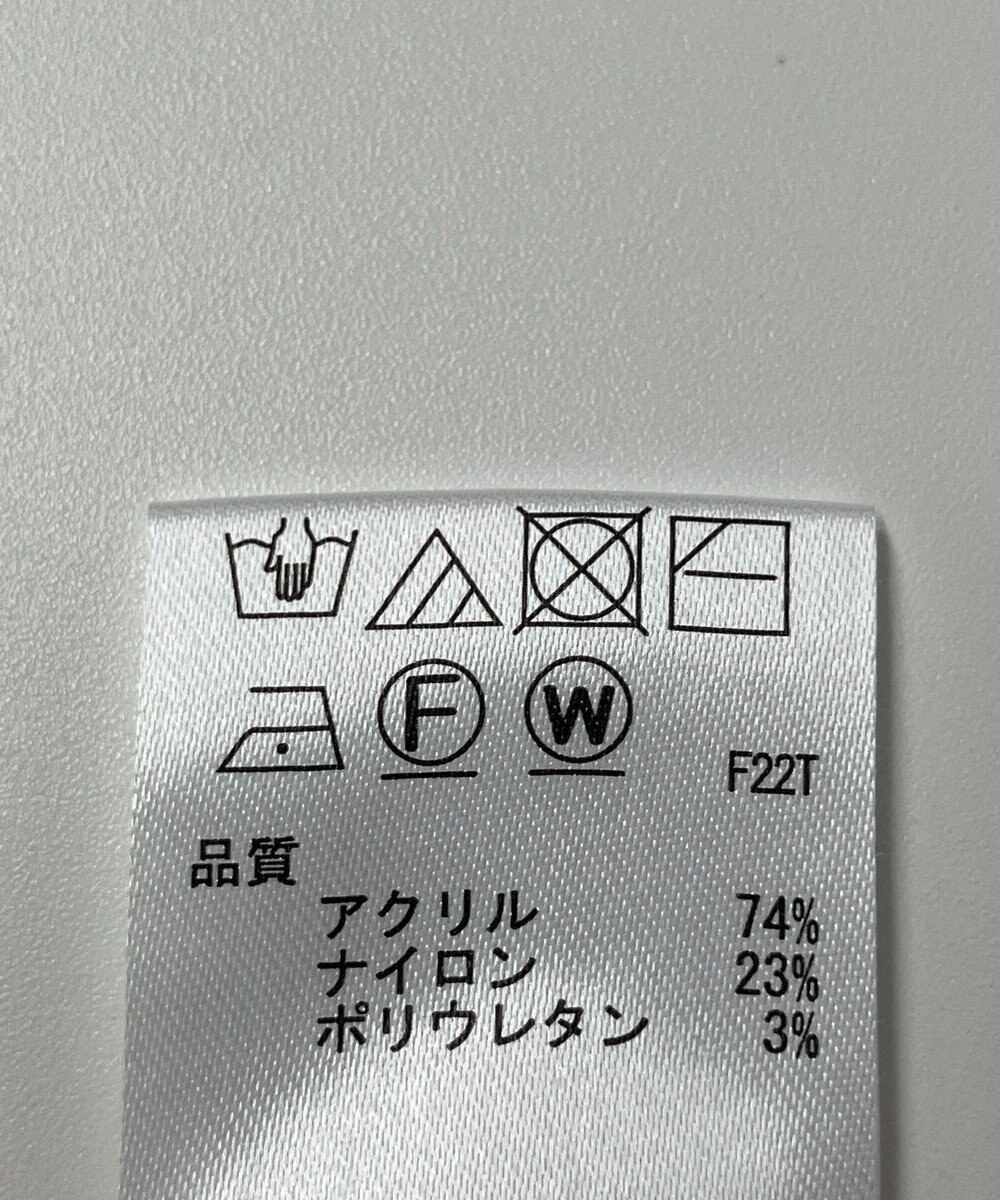 F W
F22T
品質
アクリル 74%
ナイロン 23%
ポリウレタン 3%